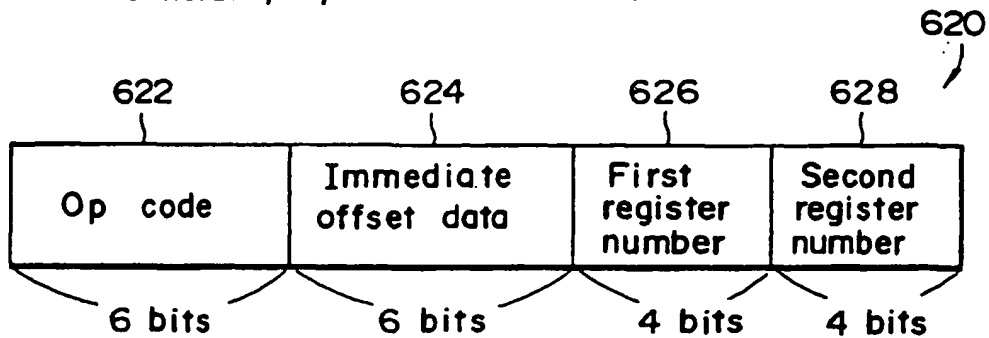 620
622
624
626
628
Op code
Immediate
offset data
First
register
number
Second
register
number
6 bits
6 bits
4 bits
4 bits